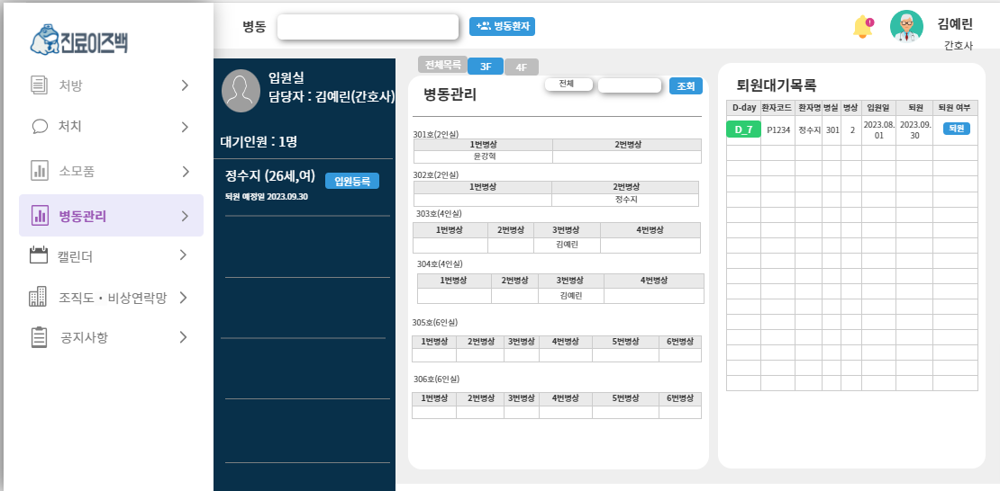 진료이즈백
처방
처치
소모품
병동관리
캘린더
조직도・비상연락망
공지사항
병동
병동환자
김예린
간호사
입원실
담당자 : 김예린(간호사)
대기인원 : 1명
정수지 (26세,여)
입원등록
퇴원 예정일 2023.09.30
전체목록 3F 4F
병동관리
전체
조회
301호(2인실)
1번병상 2번병상
윤강혁
302호(2인실)
1번병상 2번병상
정수지
303호(4인실)
1번병상 2번병상 3번병상 4번병상
김예린
304호(4인실)
1번병상 2번병상 3번병상 4번병상
김예린
305호(6인실)
1번병상 2번병상 3번병상 4번병상 5번병상 6번병상
306호(6인실)
1번병상 2번병상 3번병상 4번병상 5번병상 6번병상
퇴원대기목록
D-day 환자코드 환자명 병실 병상 입원일 퇴원 퇴원 여부
D_7 P1234 정수지 301 2 2023.08.01 2023.09.30 퇴원